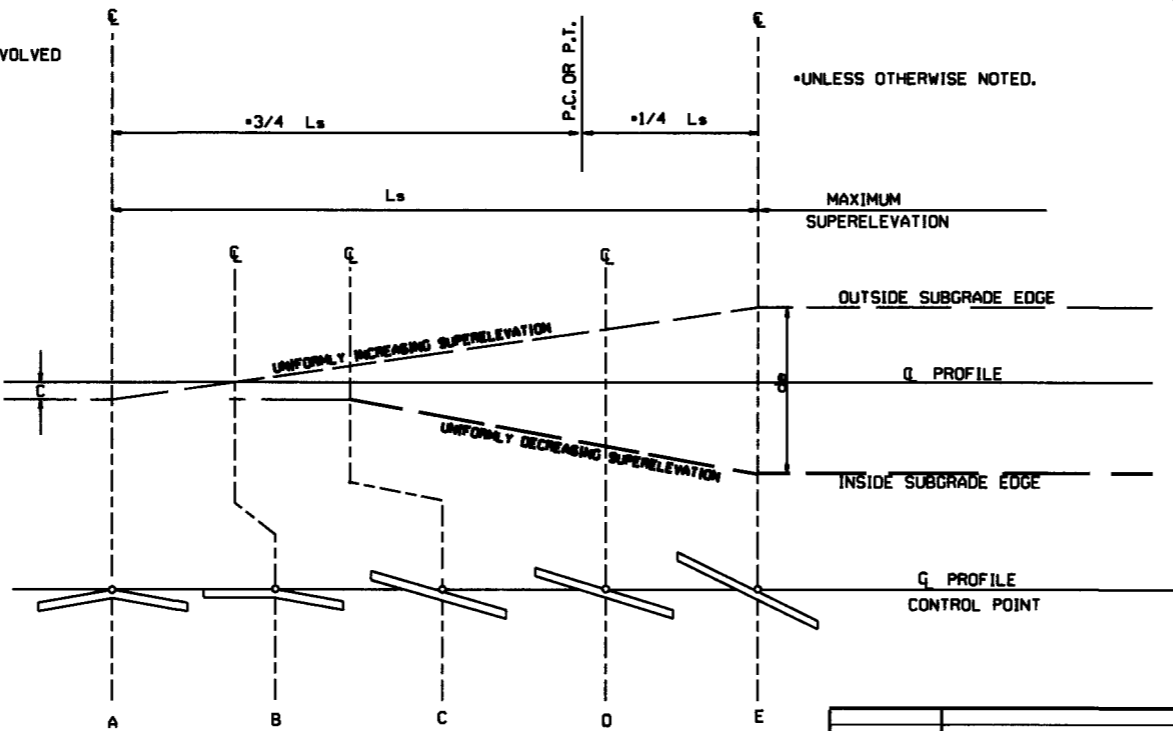 ℄
℄
VOLVED
P.C. OR P.T.
*UNLESS OTHERWISE NOTED.
*3/4 Ls
*1/4 Ls
Ls
MAXIMUM
SUPERELEVATION
℄
℄
℄
OUTSIDE SUBGRADE EDGE
UNIFORMLY INCREASING SUPERELEVATION
C
℄ PROFILE
UNIFORMLY DECREASING SUPERELEVATION
INSIDE SUBGRADE EDGE
℄ PROFILE
CONTROL POINT
A
B
C
D
E